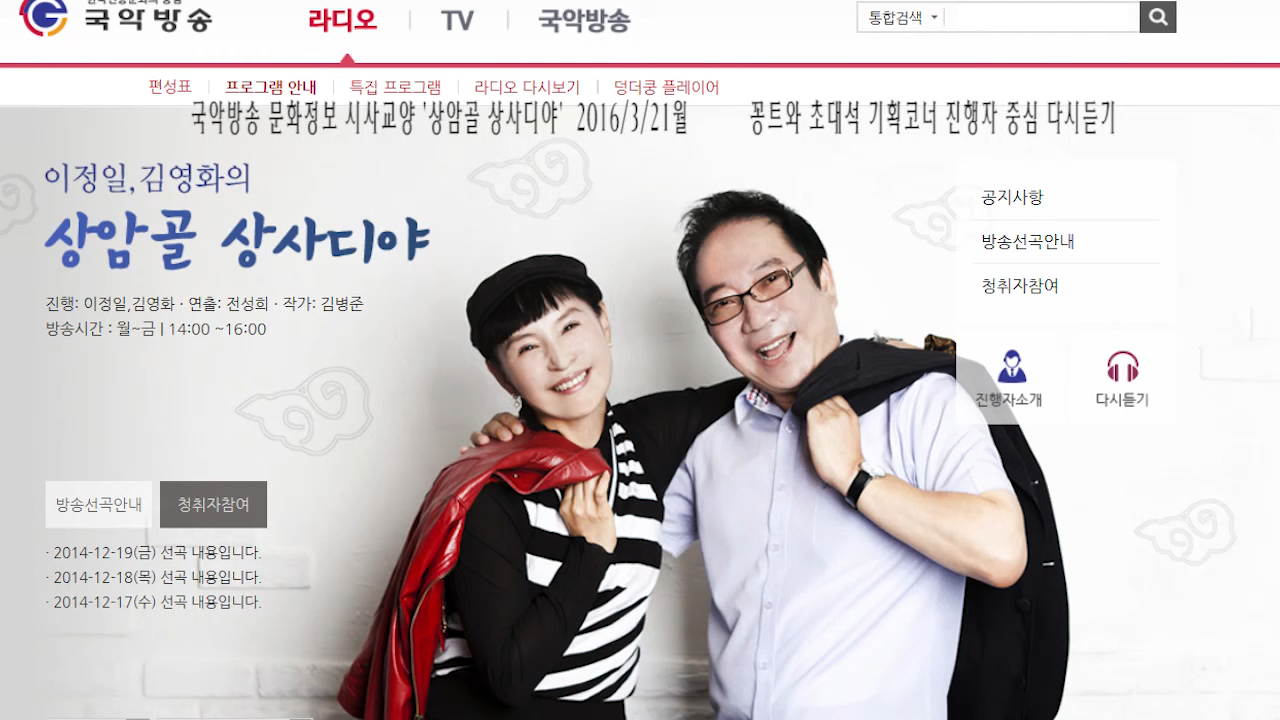 국악방송
라디오
TV
국악방송
통합검색
편성표
프로그램 안내
특집 프로그램
라디오 다시보기
덩더쿵 플레이어
국악방송 문화정보 시사교양 '상암골 상사디야' 2016/3/21월 꽁트와 초대석 기획코너 진행자 중심 다시듣기
이정일,김영화의
상암골 상사디야
진행: 이정일,김영화 · 연출: 전성희 · 작가: 김병준
방송시간 : 월~금 | 14:00 ~16:00
공지사항
방송선곡안내
청취자참여
진행자소개
다시듣기
방송선곡안내
청취자참여
· 2014-12-19(금) 선곡 내용입니다.
· 2014-12-18(목) 선곡 내용입니다.
· 2014-12-17(수) 선곡 내용입니다.